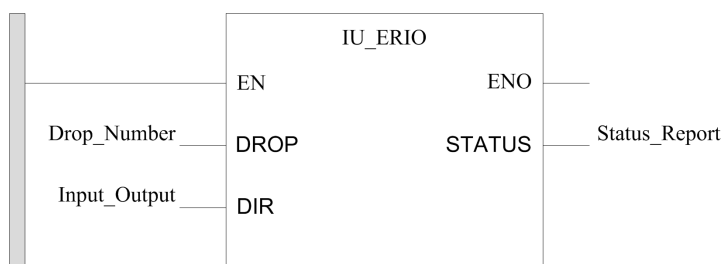 IU_ERIO
EN ENO
Drop_Number DROP STATUS Status_Report
Input_Output DIR